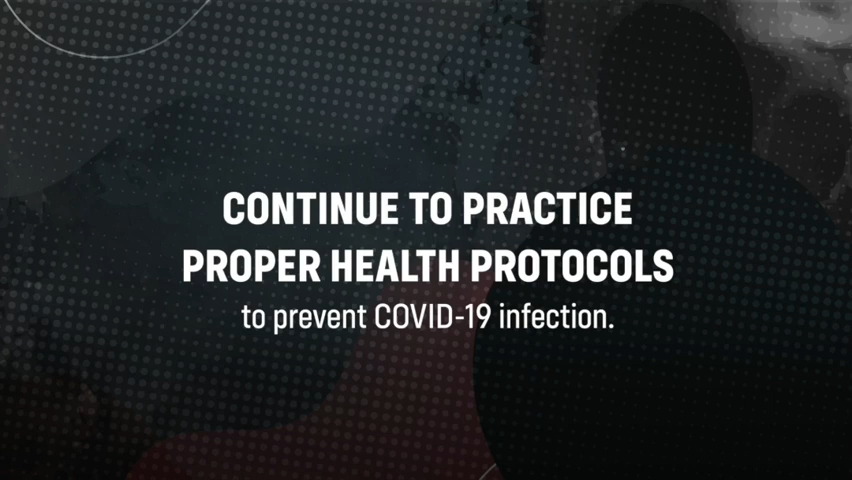 CONTINUE TO PRACTICE
PROPER HEALTH PROTOCOLS
to prevent COVID-19 infection.